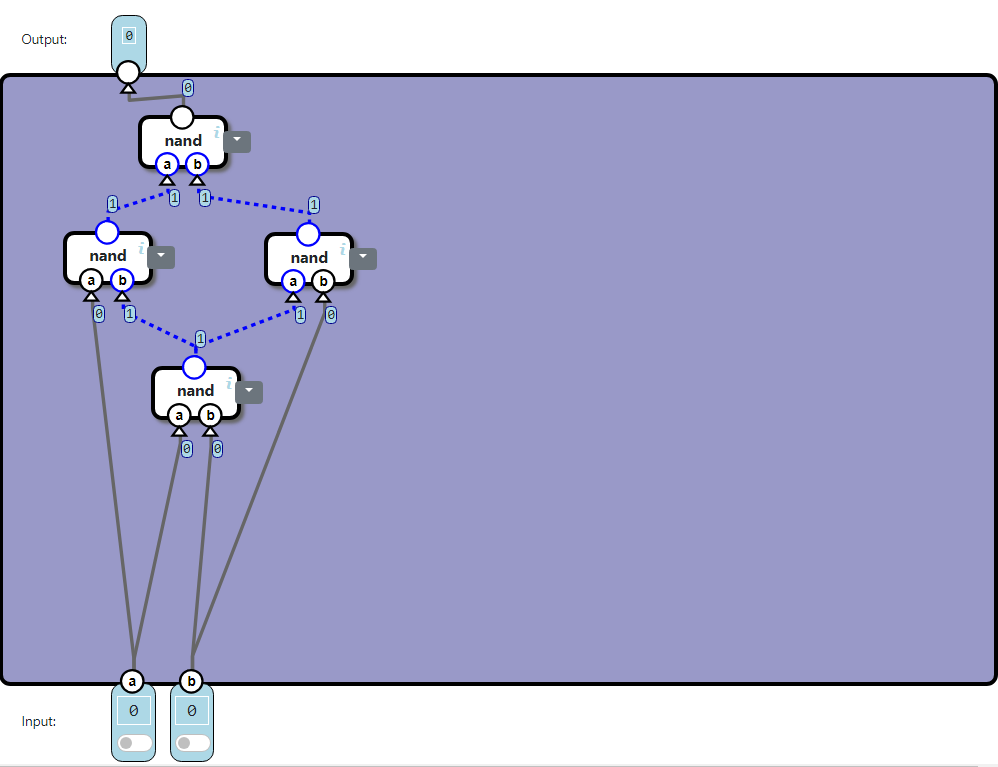 Output:
0
0
i
nand
a b
1 1 1 1
i i
nand nand
a b a b
0 1 1 0
1
i
nand
a b
0 0
a b
Input:
0 0